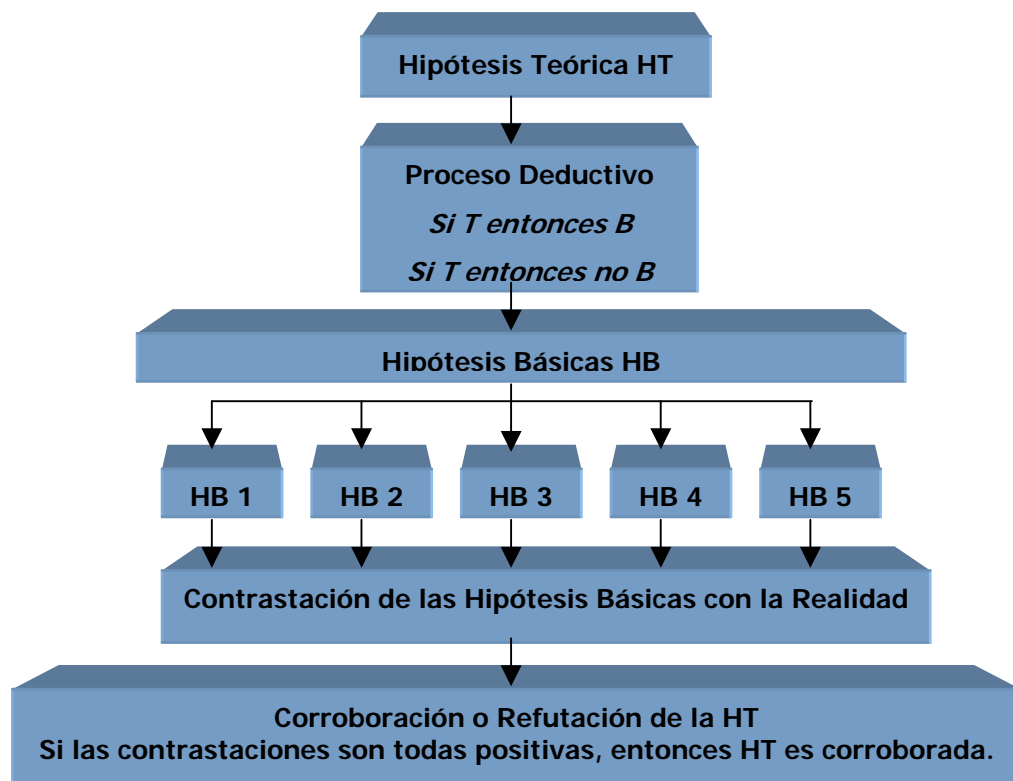 Hipótesis Teórica HT
Proceso Deductivo
Si T entonces B
Si T entonces no B
Hipótesis Básicas HB
HB 1 HB 2 HB 3 HB 4 HB 5
Contrastación de las Hipótesis Básicas con la Realidad
Corroboración o Refutación de la HT
Si las contrastaciones son todas positivas, entonces HT es corroborada.